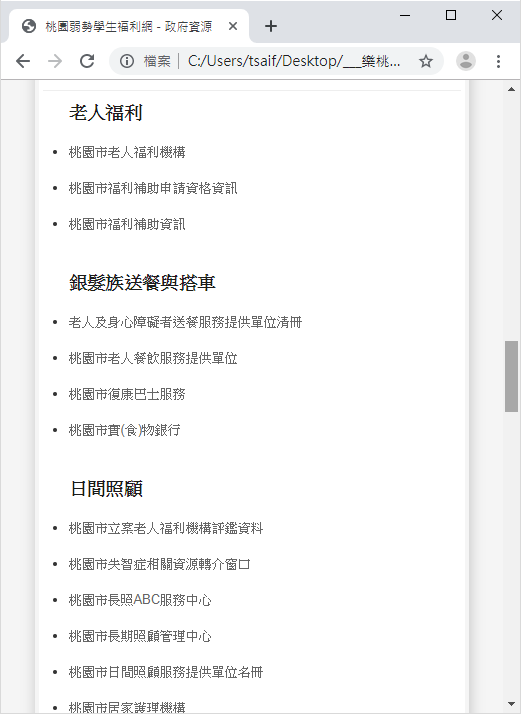 桃園弱勢學生福利網 - 政府資源
檔案 | C:/Users/tsaif/Desktop/___樂桃...
老人福利
桃園市老人福利機構
桃園市福利補助申請資格資訊
桃園市福利補助資訊
銀髮族送餐與搭車
老人及身心障礙者送餐服務提供單位清冊
桃園市老人餐飲服務提供單位
桃園市復康巴士服務
桃園市實(食)物銀行
日間照顧
桃園市立案老人福利機構評鑑資料
桃園市失智症相關資源轉介窗口
桃園市長照ABC服務中心
桃園市長期照顧管理中心
桃園市日間照顧服務提供單位名冊
桃園市居家護理機構